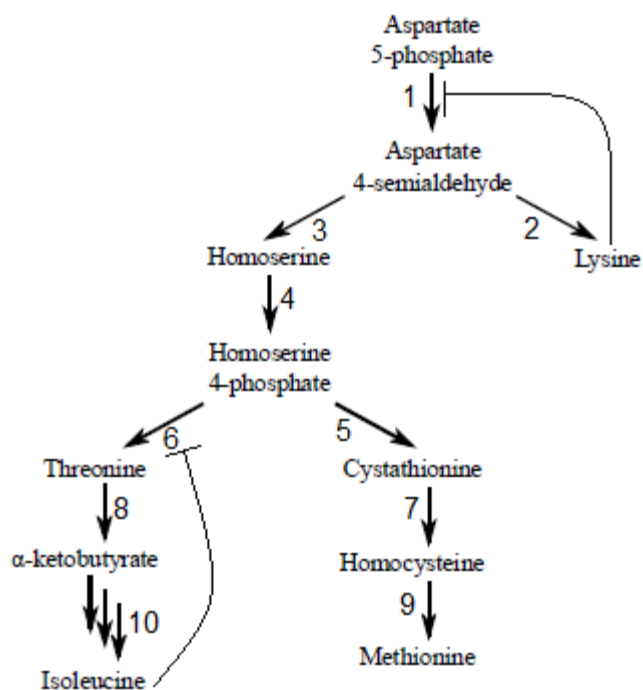 Aspartate
5-phosphate
1
Aspartate
4-semialdehyde
3
2
Homoserine
Lysine
4
Homoserine
4-phosphate
6
5
Threonine
Cystathionine
8
7
α-ketobutyrate
Homocysteine
10
9
Isoleucine
Methionine